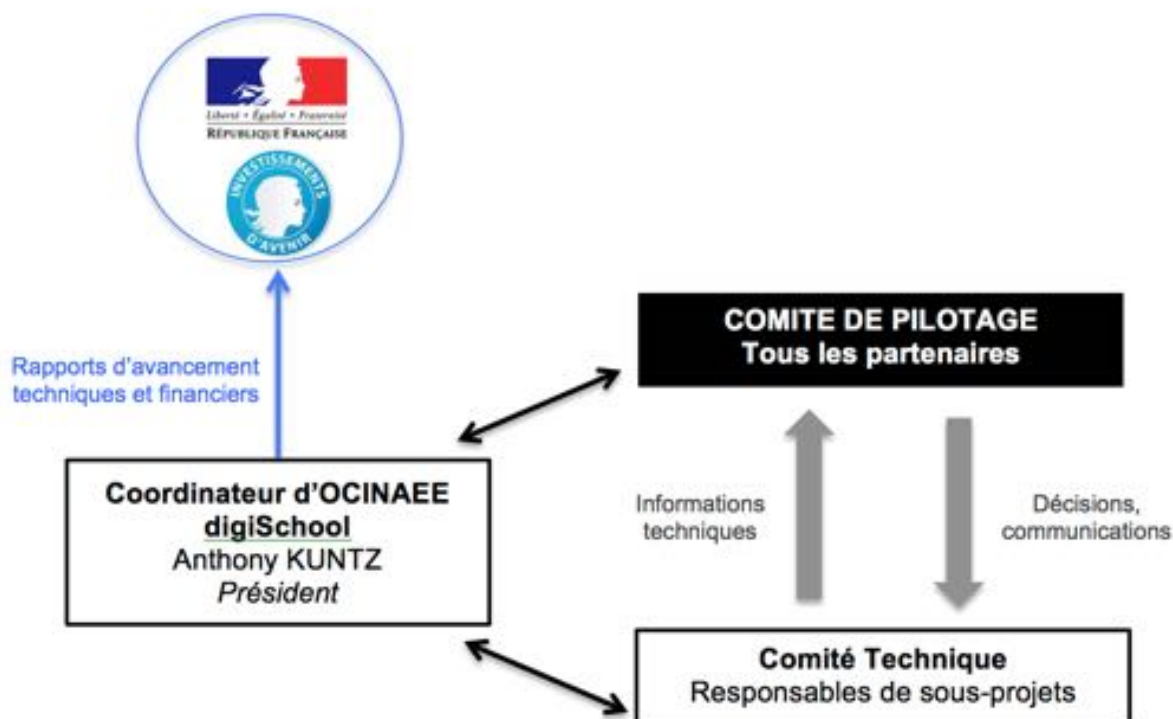 Liberté • Égalité • Fraternité
RÉPUBLIQUE FRANÇAISE
INVESTISSEMENTS
D'AVENIR
Rapports d'avancement
techniques et financiers
COMITE DE PILOTAGE
Tous les partenaires
Coordinateur d'OCINAEE
digiSchool
Anthony KUNTZ
Président
Informations
techniques
Décisions,
communications
Comité Technique
Responsables de sous-projets